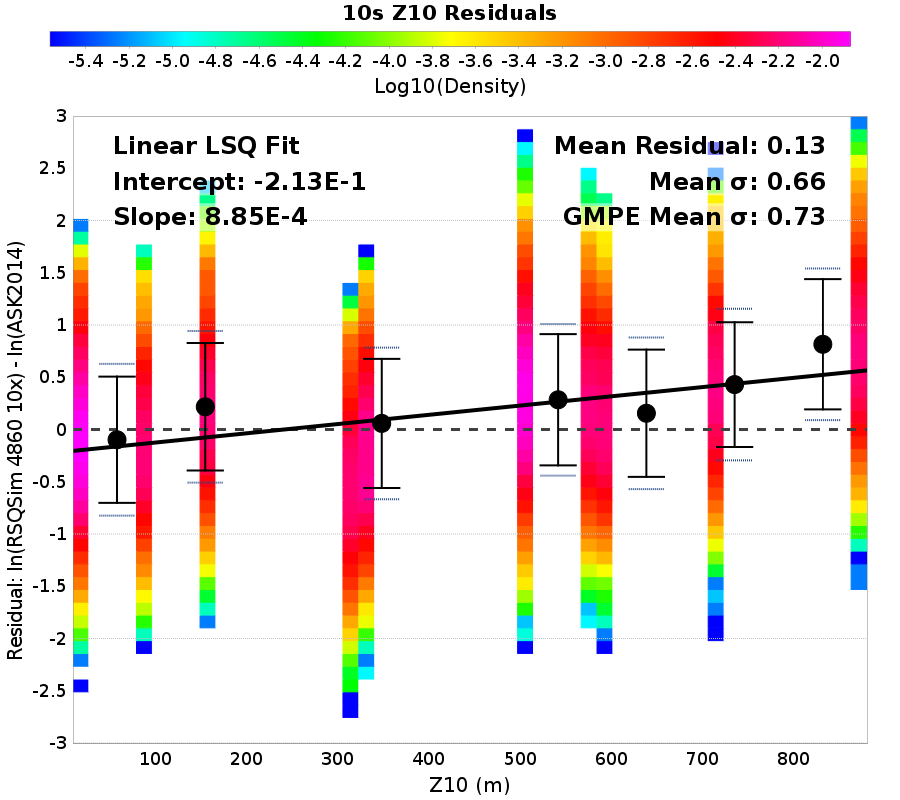 10s Z10 Residuals
-5.4 -5.2 -5.0 -4.8 -4.6 -4.4 -4.2 -4.0 -3.8 -3.6 -3.4 -3.2 -3.0 -2.8 -2.6 -2.4 -2.2 -2.0
Log10(Density)
Linear LSQ Fit
Intercept: -2.13E-1
Slope: 8.85E-4
Mean Residual: 0.13
Mean σ: 0.66
GMPE Mean σ: 0.73
Residual: ln(RSQSim 4860 10x) - ln(ASK2014)
3
2.5
2
1.5
1
0.5
0
-0.5
-1
-1.5
-2
-2.5
-3
100 200 300 400 500 600 700 800
Z10 (m)